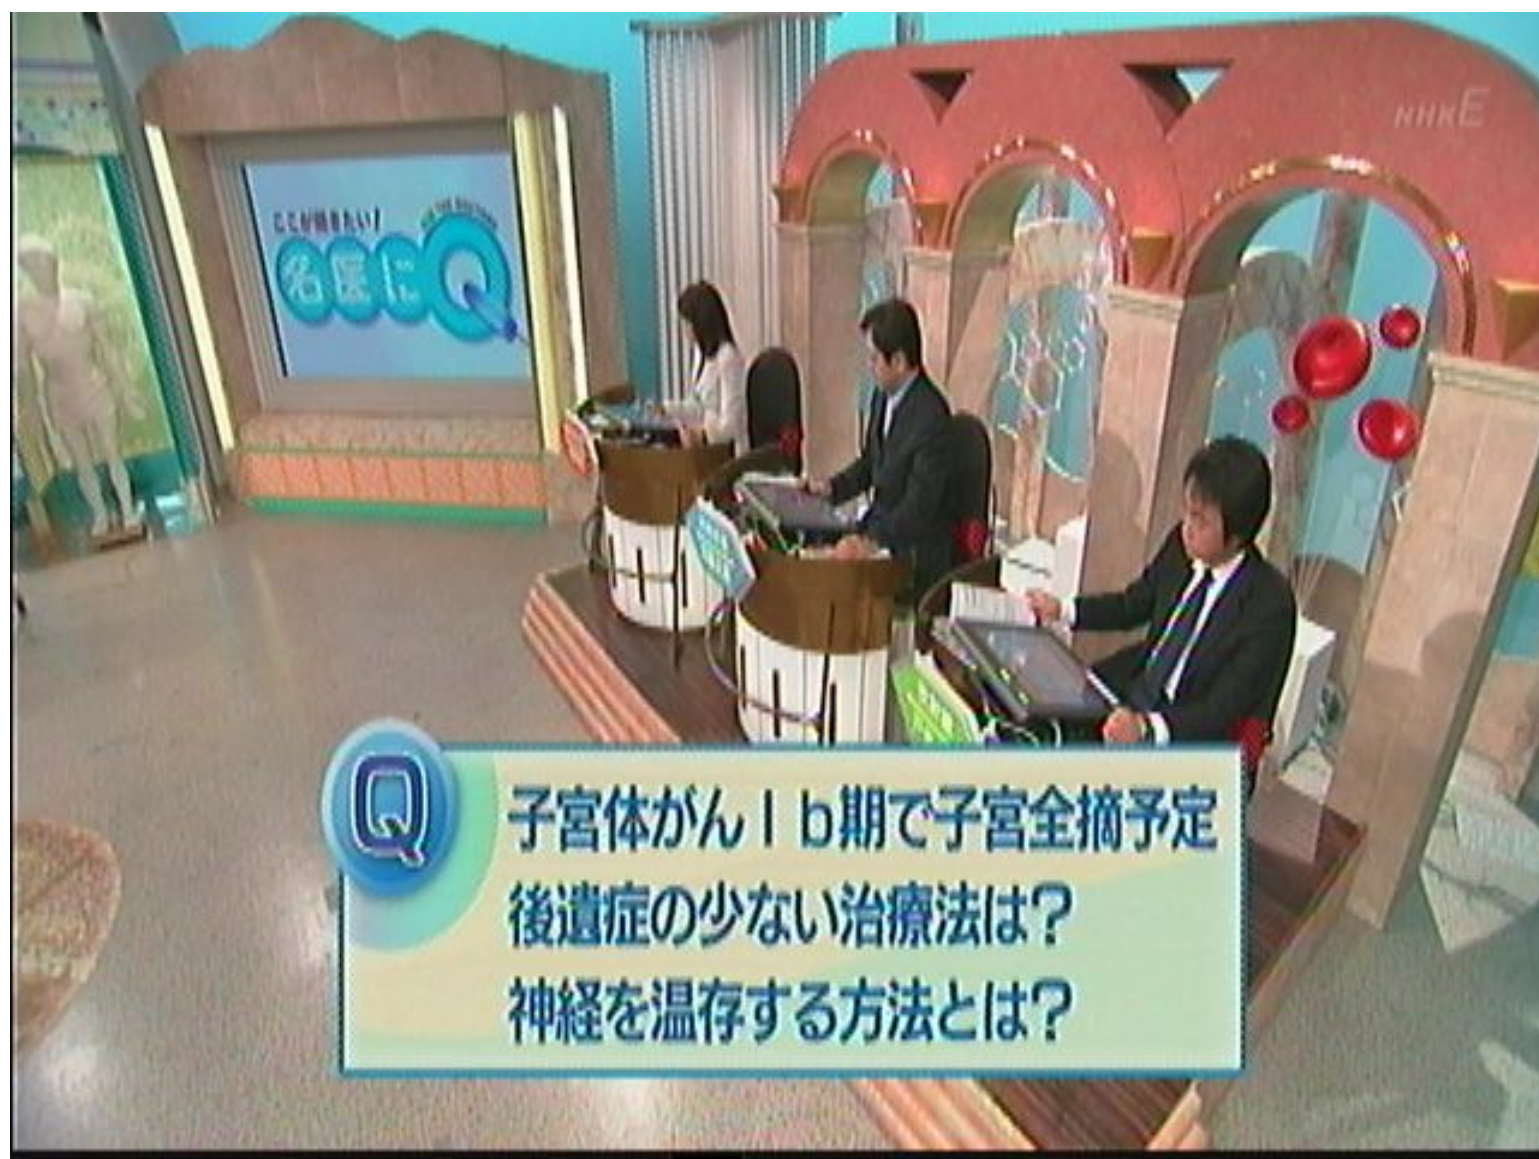 NHKE
ここが聞きたい!
名医にQ
Q
子宮体がんⅠb期で子宮全摘予定
後遺症の少ない治療法は?
神経を温存する方法とは?